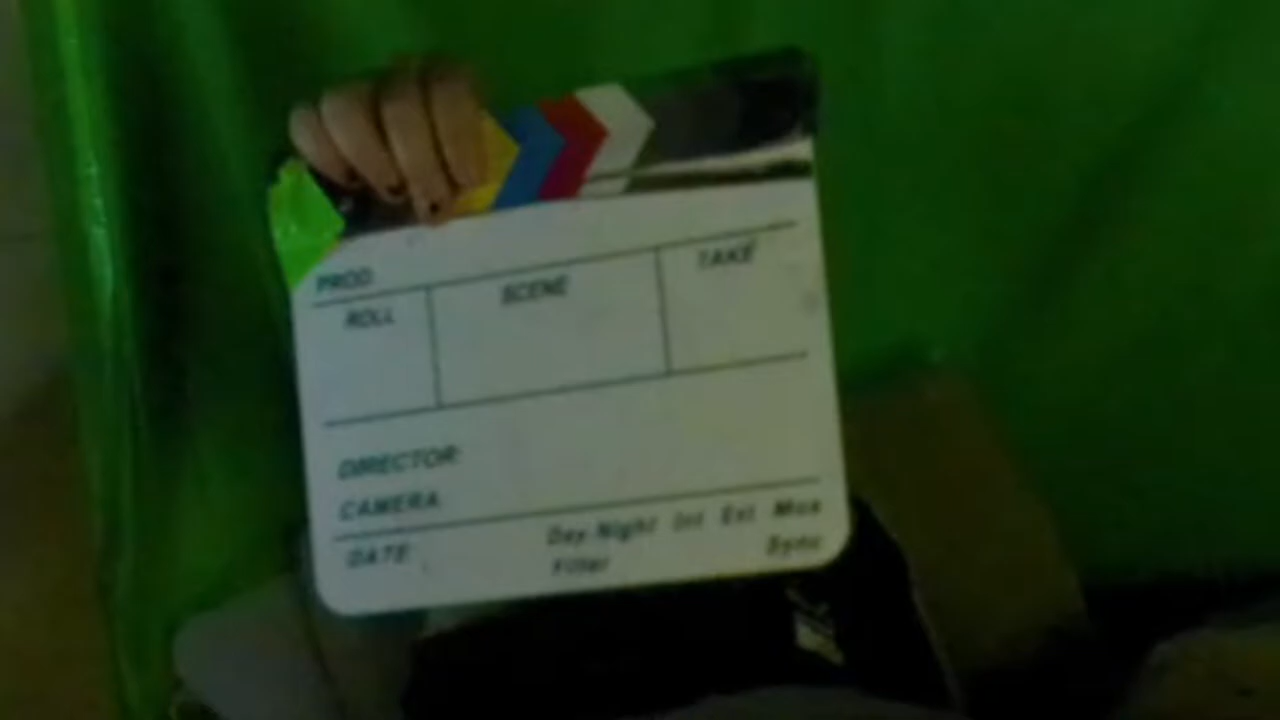 PROD
ROLL SCENE TAKE
DIRECTOR:
CAMERA:
DATE: Day-Night Int Ext Mos
Filter Sync